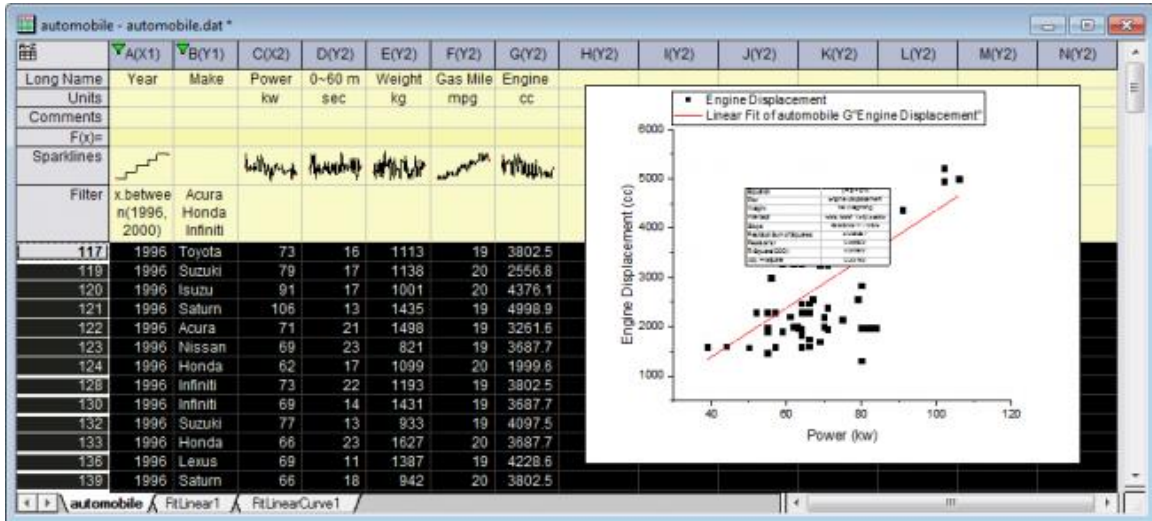 automobile - automobile.dat *
A(X1) B(Y1) C(X2) D(Y2) E(Y2) F(Y2) G(Y2) H(Y2) I(Y2) J(Y2) K(Y2) L(Y2) M(Y2) N(Y2)
Long Name Year Make Power 0~60 m Weight Gas Mile Engine
Units kw sec kg mpg cc
Comments
F(x)=
Sparklines
Filter x.betwee Acura
n(1996, Honda
2000) Infiniti
117 1996 Toyota 73 16 1113 19 3802.5
119 1996 Suzuki 79 17 1138 20 2556.8
120 1996 Isuzu 91 17 1001 20 4376.1
121 1996 Saturn 106 13 1435 19 4998.9
122 1996 Acura 71 21 1498 19 3261.6
123 1996 Nissan 69 23 821 19 3687.7
124 1996 Honda 62 17 1099 20 1999.6
128 1996 Infiniti 73 22 1193 19 3802.5
130 1996 Infiniti 69 14 1431 19 3687.7
132 1996 Suzuki 77 13 933 19 4097.5
133 1996 Honda 66 23 1627 20 3687.7
136 1996 Lexus 69 11 1387 19 4228.6
139 1996 Saturn 66 18 942 20 3802.5
Engine Displacement
Linear Fit of automobile G"Engine Displacement"
6000
5000
4000
3000
2000
1000
Engine Displacement (cc)
40 60 80 100 120
Power (kw)
automobile FitLinear1 FitLinearCurve1